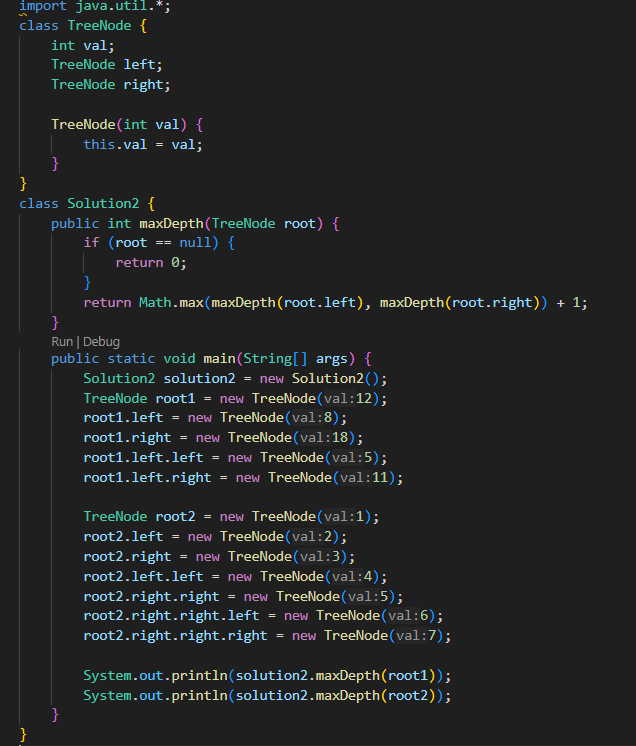 import java.util.*;
class TreeNode {
    int val;
    TreeNode left;
    TreeNode right;

    TreeNode(int val) {
        this.val = val;
    }
}
class Solution2 {
    public int maxDepth(TreeNode root) {
        if (root == null) {
            return 0;
        }
        return Math.max(maxDepth(root.left), maxDepth(root.right)) + 1;
    }
    Run | Debug
    public static void main(String[] args) {
        Solution2 solution2 = new Solution2();
        TreeNode root1 = new TreeNode(val:12);
        root1.left = new TreeNode(val:8);
        root1.right = new TreeNode(val:18);
        root1.left.left = new TreeNode(val:5);
        root1.left.right = new TreeNode(val:11);

        TreeNode root2 = new TreeNode(val:1);
        root2.left = new TreeNode(val:2);
        root2.right = new TreeNode(val:3);
        root2.left.left = new TreeNode(val:4);
        root2.right.right = new TreeNode(val:5);
        root2.right.right.left = new TreeNode(val:6);
        root2.right.right.right = new TreeNode(val:7);

        System.out.println(solution2.maxDepth(root1));
        System.out.println(solution2.maxDepth(root2));
    }
}